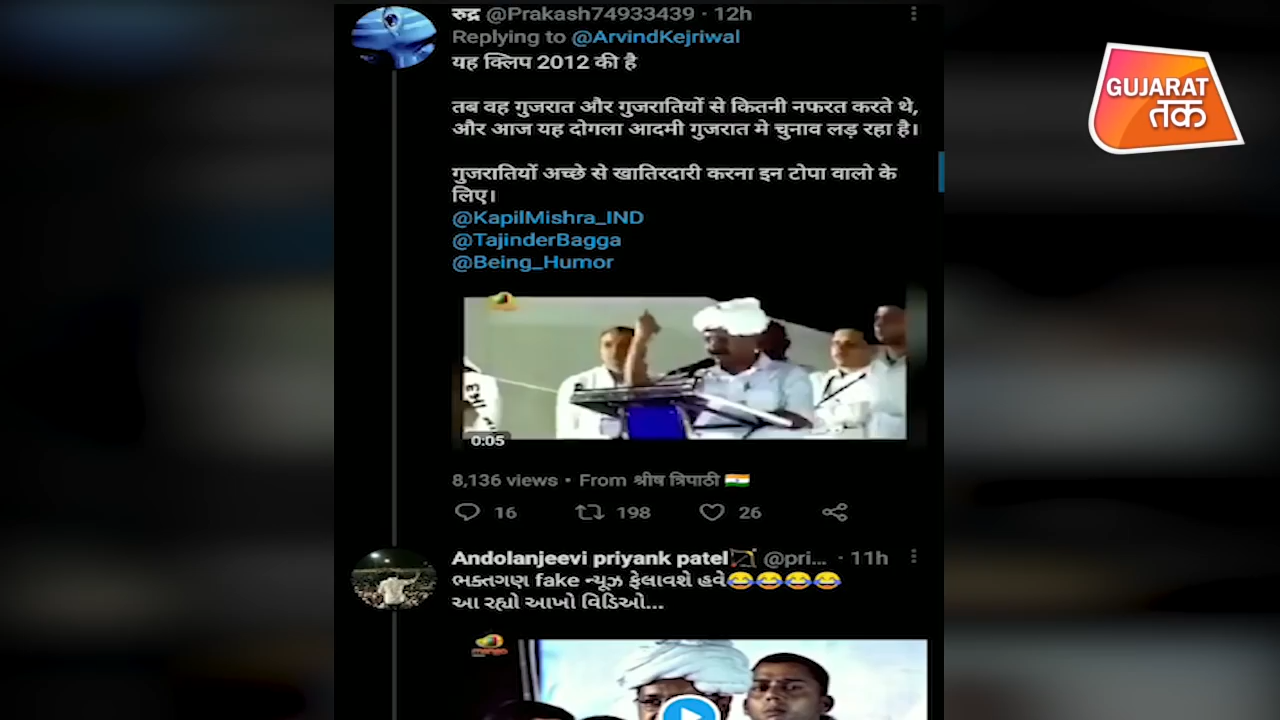 रुद्र @Prakash74933439 · 12h
Replying to @ArvindKejriwal
यह क्लिप 2012 की है
तब वह गुजरात और गुजरातियों से कितनी नफरत करते थे,
और आज यह दोगला आदमी गुजरात मे चुनाव लड़ रहा है।
गुजरातियों अच्छे से खातिरदारी करना इन टोपा वालो के
लिए।
@KapilMishra_IND
@TajinderBagga
@Being_Humor
0:05
8,136 views · From श्रीष त्रिपाठी 🇮🇳
16 198 26
Andolanjeevi priyank patel🏹 @pri... · 11h
ભક્તગણ fake ન્યૂઝ ફેલાવશે હવે😂😂😂😂
આ રહ્યો આખો વિડિઓ...
GUJARAT
तक